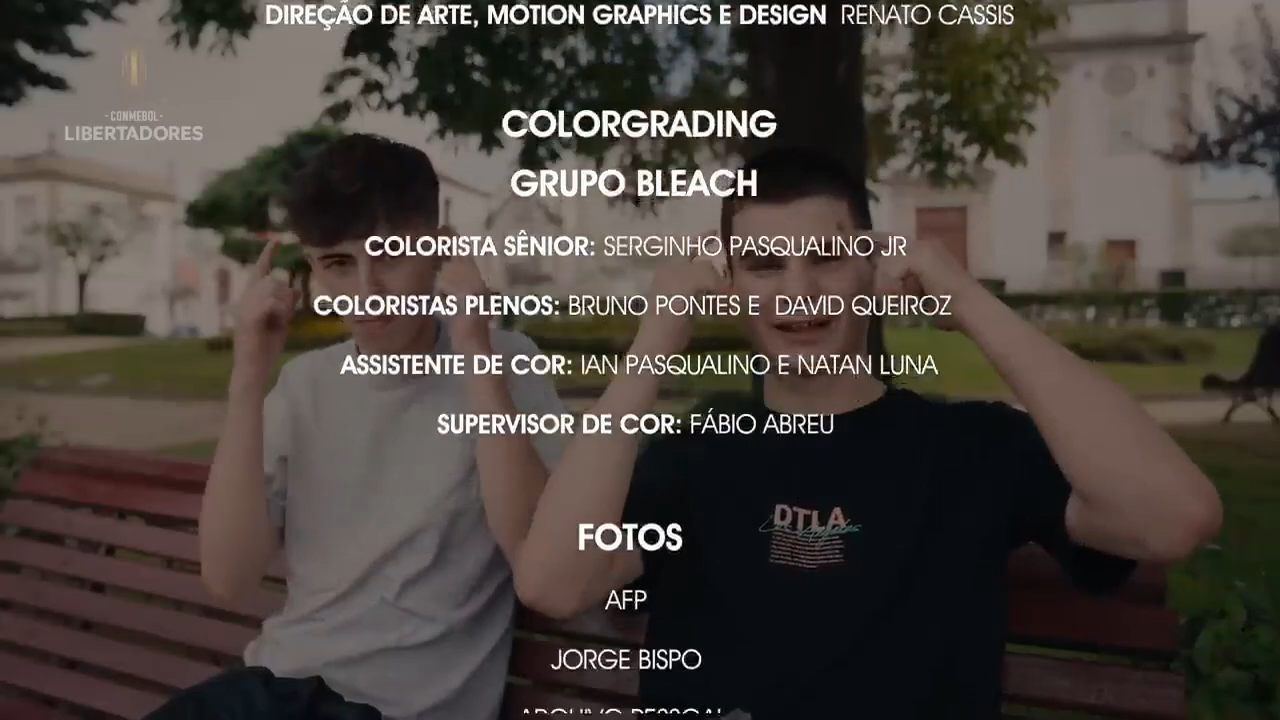 DIREÇÃO DE ARTE, MOTION GRAPHICS E DESIGN RENATO CASSIS
· CONMEBOL ·
LIBERTADORES
COLORGRADING
GRUPO BLEACH
COLORISTA SÊNIOR: SERGINHO PASQUALINO JR
COLORISTAS PLENOS: BRUNO PONTES E DAVID QUEIROZ
ASSISTENTE DE COR: IAN PASQUALINO E NATAN LUNA
SUPERVISOR DE COR: FÁBIO ABREU
DTLA
FOTOS
AFP
JORGE BISPO